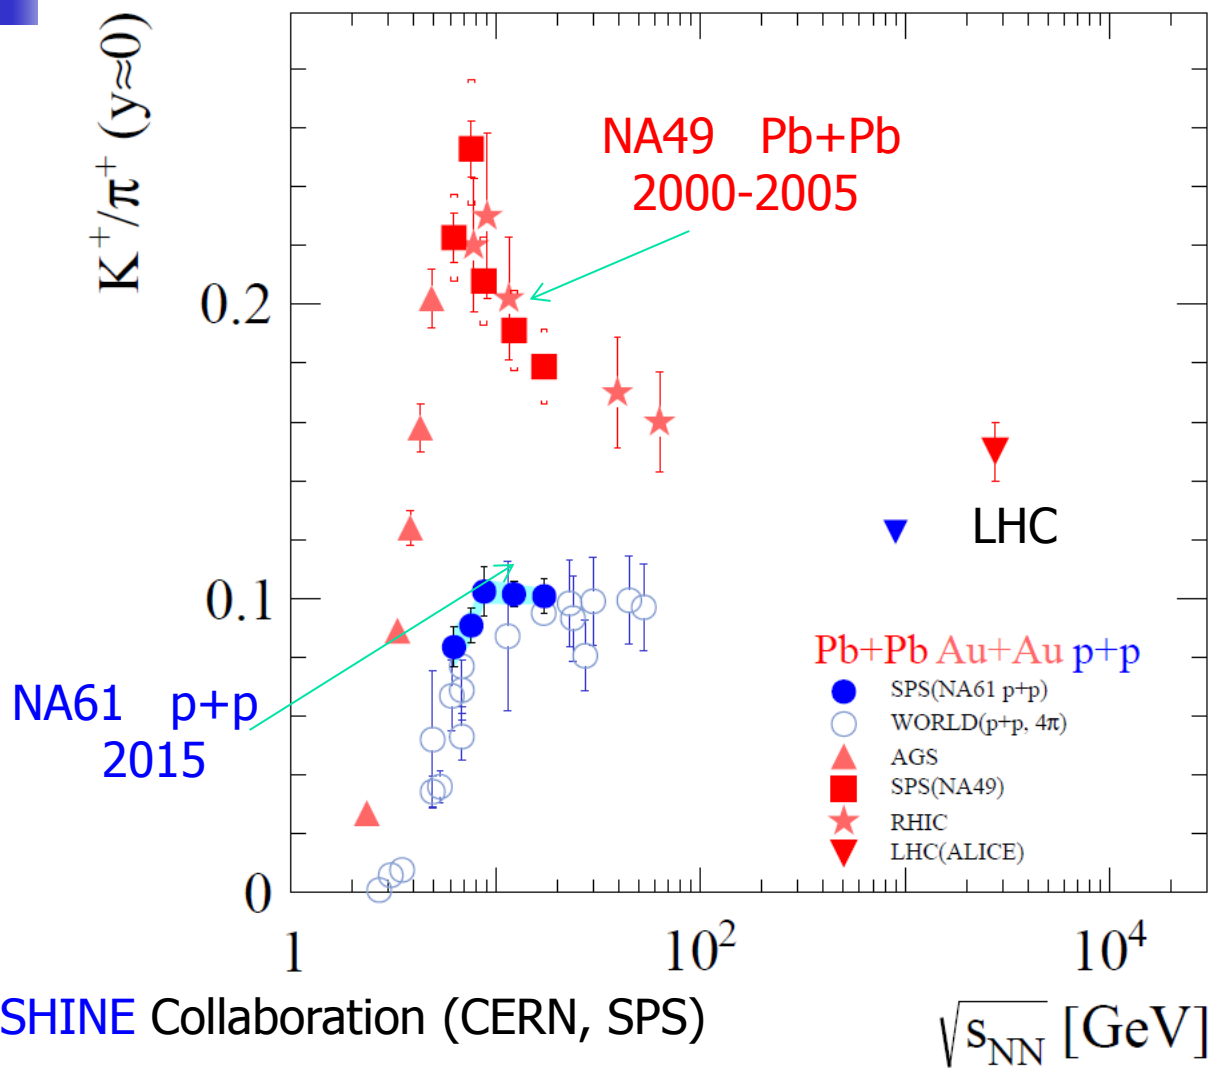 K⁺/π⁺ (y≈0)
NA49 Pb+Pb
2000-2005
0.2
LHC
0.1
Pb+Pb Au+Au p+p
SPS(NA61 p+p)
WORLD(p+p, 4π)
AGS
SPS(NA49)
RHIC
LHC(ALICE)
NA61 p+p
2015
0
1
10²
10⁴
SHINE Collaboration (CERN, SPS)
√s_NN [GeV]